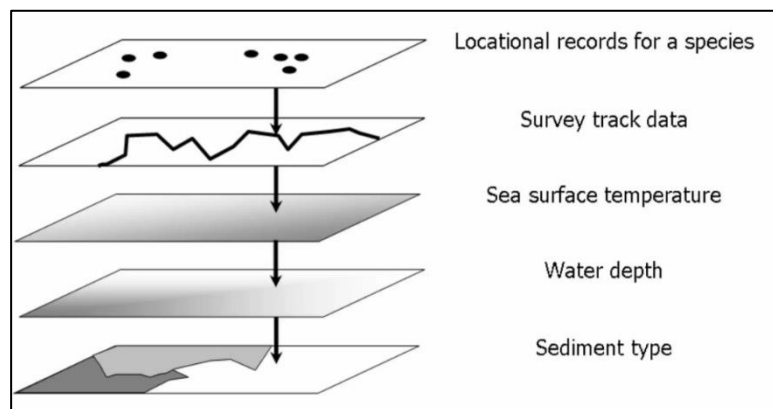 Locational records for a species
Survey track data
Sea surface temperature
Water depth
Sediment type